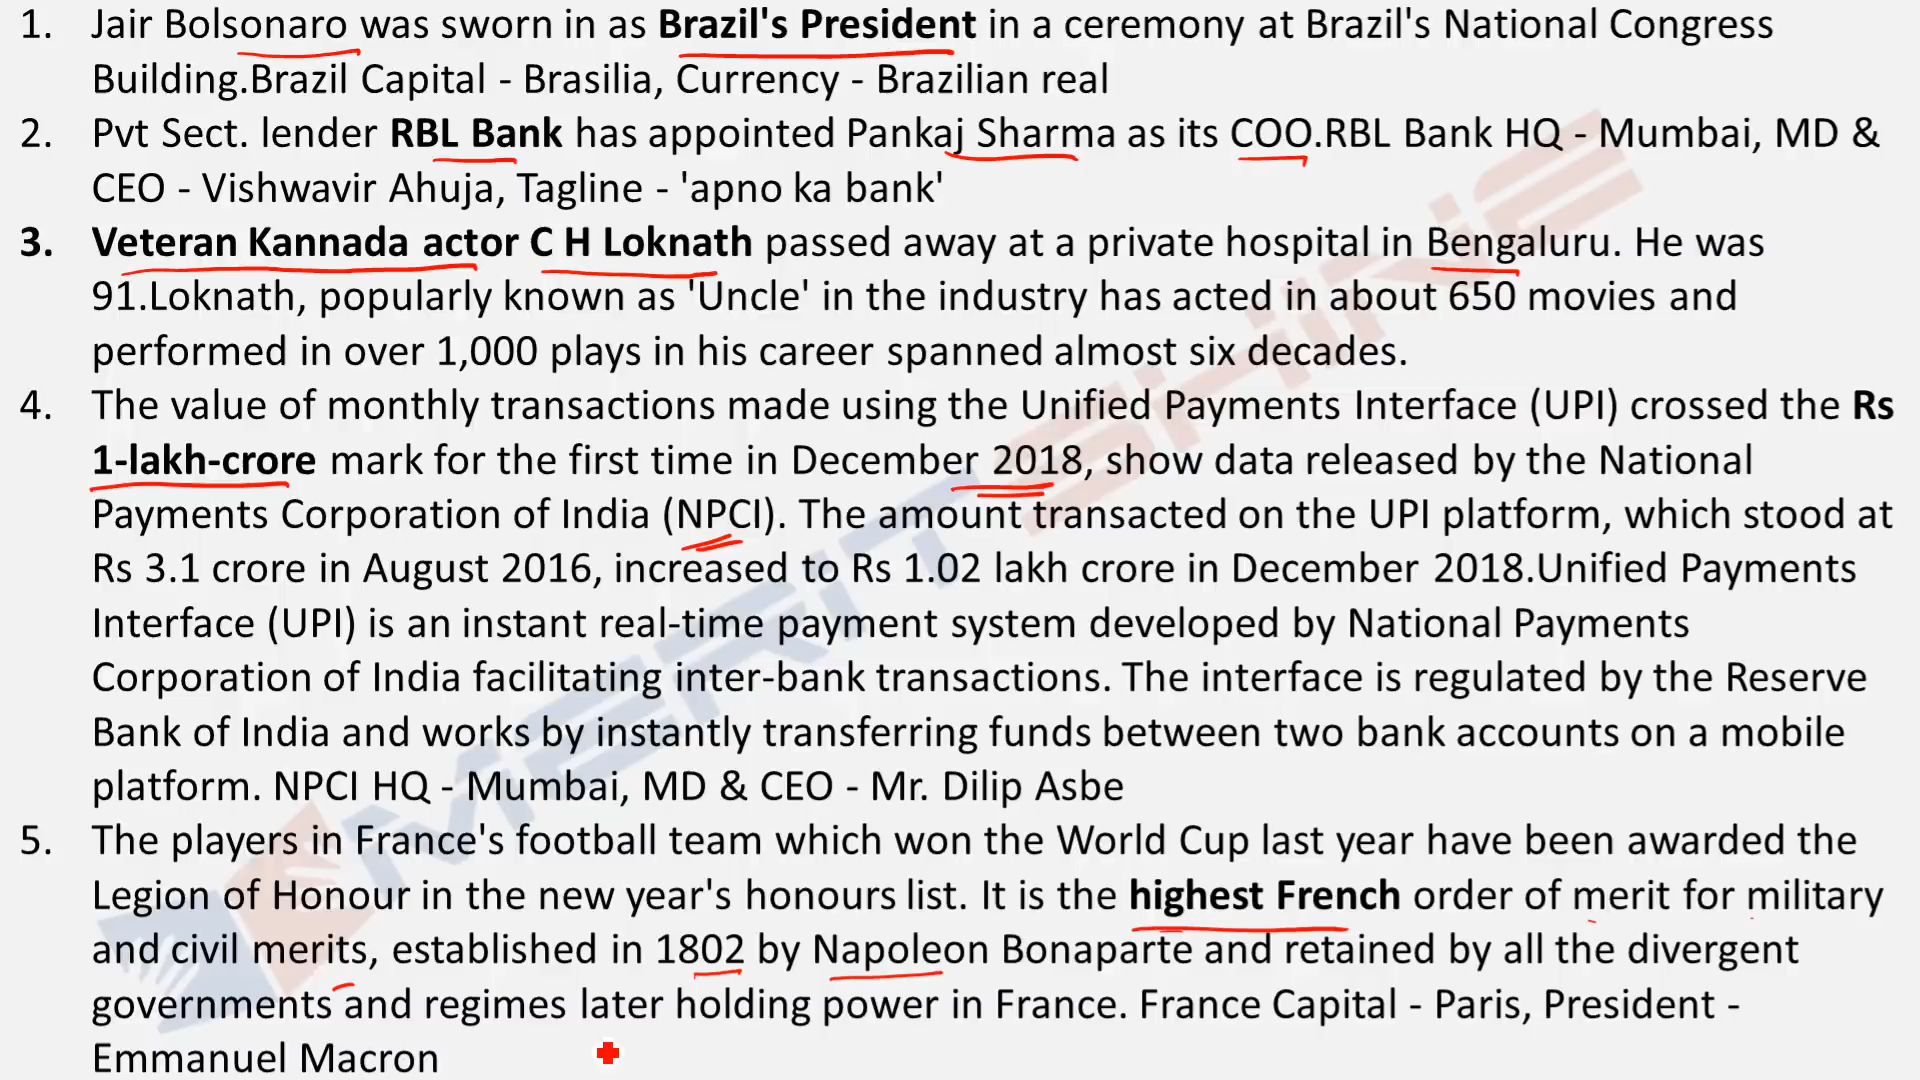 1. Jair Bolsonaro was sworn in as Brazil's President in a ceremony at Brazil's National Congress
Building.Brazil Capital - Brasilia, Currency - Brazilian real
2. Pvt Sect. lender RBL Bank has appointed Pankaj Sharma as its COO.RBL Bank HQ - Mumbai, MD &
CEO - Vishwavir Ahuja, Tagline - 'apno ka bank'
3. Veteran Kannada actor C H Loknath passed away at a private hospital in Bengaluru. He was
91.Loknath, popularly known as 'Uncle' in the industry has acted in about 650 movies and
performed in over 1,000 plays in his career spanned almost six decades.
4. The value of monthly transactions made using the Unified Payments Interface (UPI) crossed the Rs
1-lakh-crore mark for the first time in December 2018, show data released by the National
Payments Corporation of India (NPCI). The amount transacted on the UPI platform, which stood at
Rs 3.1 crore in August 2016, increased to Rs 1.02 lakh crore in December 2018.Unified Payments
Interface (UPI) is an instant real-time payment system developed by National Payments
Corporation of India facilitating inter-bank transactions. The interface is regulated by the Reserve
Bank of India and works by instantly transferring funds between two bank accounts on a mobile
platform. NPCI HQ - Mumbai, MD & CEO - Mr. Dilip Asbe
5. The players in France's football team which won the World Cup last year have been awarded the
Legion of Honour in the new year's honours list. It is the highest French order of merit for military
and civil merits, established in 1802 by Napoleon Bonaparte and retained by all the divergent
governments and regimes later holding power in France. France Capital - Paris, President -
Emmanuel Macron
MERIT SHINE